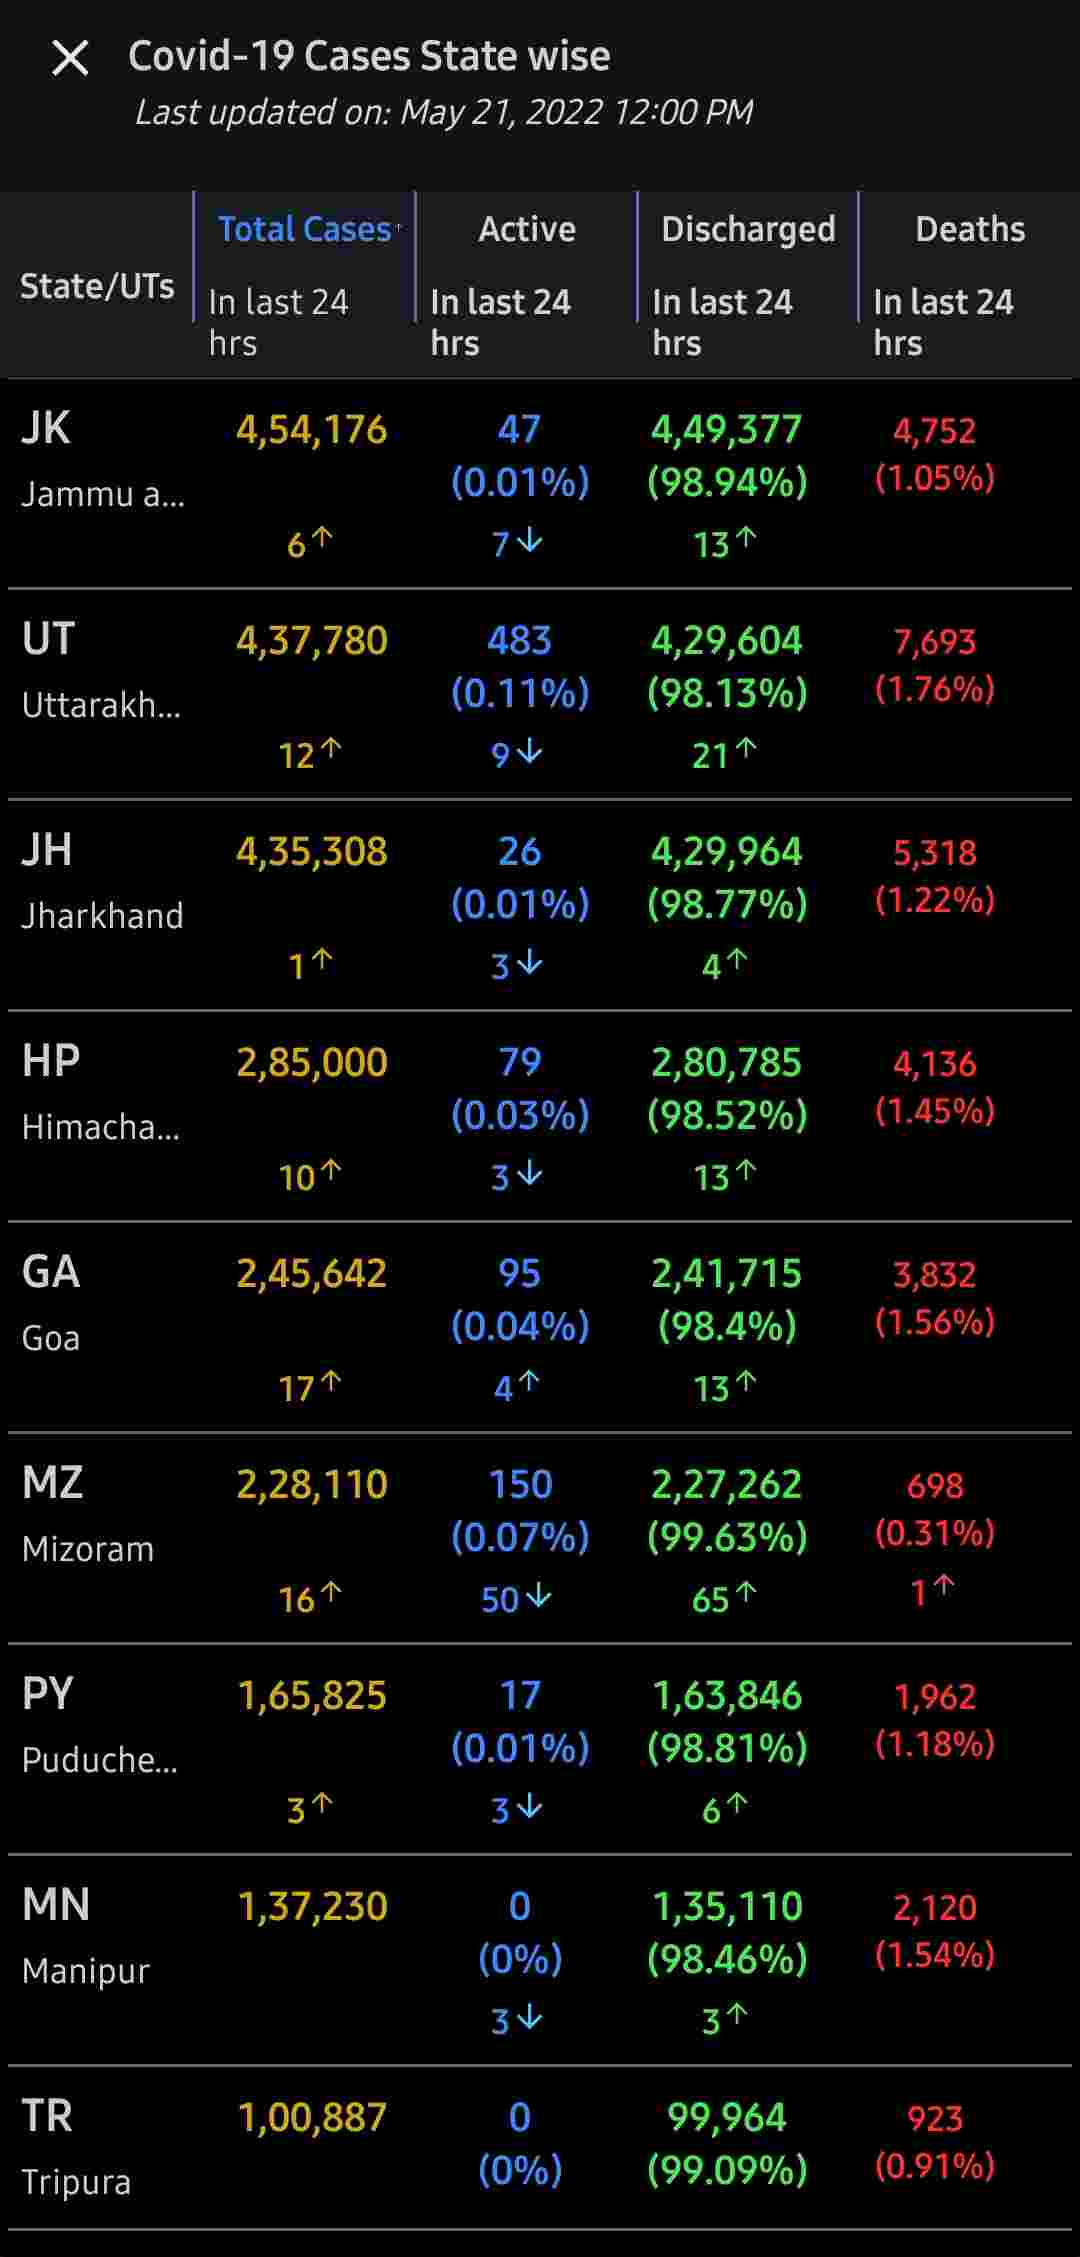 Covid-19 Cases State wise
Last updated on: May 21, 2022 12:00 PM
State/UTs
Total Cases↑ Active Discharged Deaths
In last 24 hrs In last 24 hrs In last 24 hrs In last 24 hrs
JK 4,54,176 47 4,49,377 4,752
Jammu a... (0.01%) (98.94%) (1.05%)
6↑ 7↓ 13↑
UT 4,37,780 483 4,29,604 7,693
Uttarakh... (0.11%) (98.13%) (1.76%)
12↑ 9↓ 21↑
JH 4,35,308 26 4,29,964 5,318
Jharkhand (0.01%) (98.77%) (1.22%)
1↑ 3↓ 4↑
HP 2,85,000 79 2,80,785 4,136
Himacha... (0.03%) (98.52%) (1.45%)
10↑ 3↓ 13↑
GA 2,45,642 95 2,41,715 3,832
Goa (0.04%) (98.4%) (1.56%)
17↑ 4↑ 13↑
MZ 2,28,110 150 2,27,262 698
Mizoram (0.07%) (99.63%) (0.31%)
16↑ 50↓ 65↑ 1↑
PY 1,65,825 17 1,63,846 1,962
Puduche... (0.01%) (98.81%) (1.18%)
3↑ 3↓ 6↑
MN 1,37,230 0 1,35,110 2,120
Manipur (0%) (98.46%) (1.54%)
3↓ 3↑
TR 1,00,887 0 99,964 923
Tripura (0%) (99.09%) (0.91%)